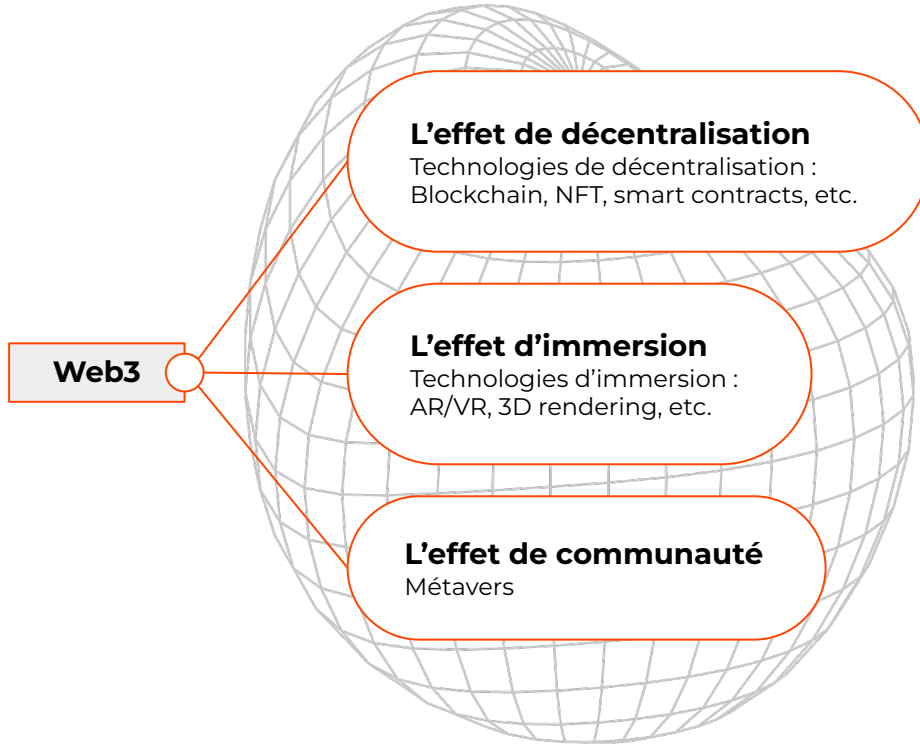 L’effet de décentralisation
Technologies de décentralisation :
Blockchain, NFT, smart contracts, etc.
Web3
L’effet d’immersion
Technologies d’immersion :
AR/VR, 3D rendering, etc.
L’effet de communauté
Métavers